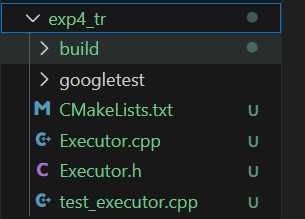 exp4_tr
build
googletest
CMakeLists.txt U
Executor.cpp U
Executor.h U
test_executor.cpp U